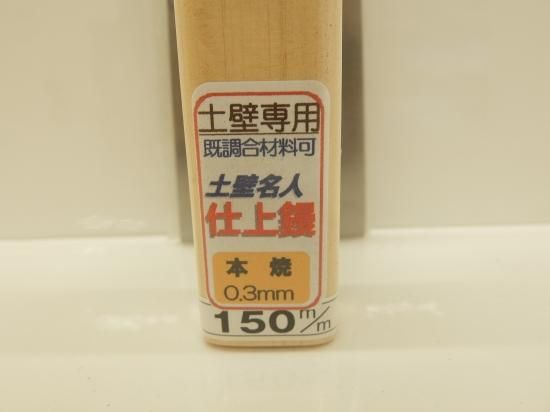 土壁専用
既調合材料可
土壁名人
仕上鏝
本焼
0.3mm
150m/m